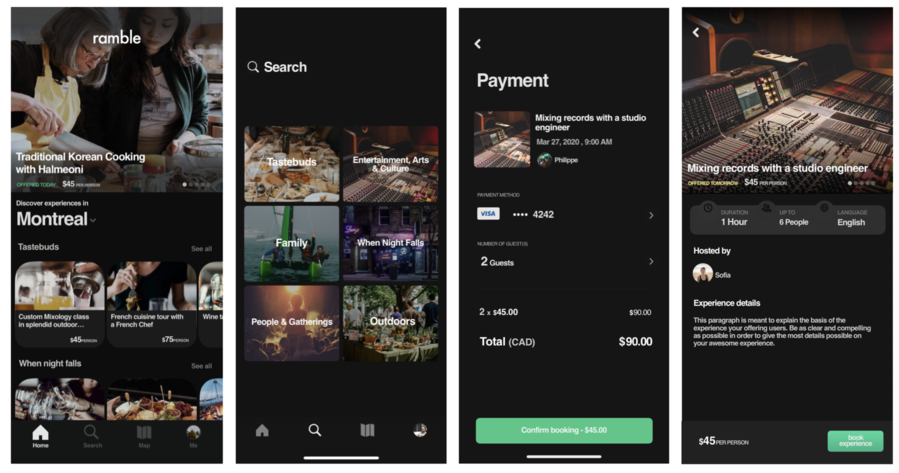 ramble
Traditional Korean Cooking
with Halmeoni
OFFERED TODAY $45 PER PERSON
Discover experiences in
Montreal
Tastebuds See all
Custom Mixology class
in splendid outdoor...
$45/PERSON
French cuisine tour with
a French Chef
$75/PERSON
Wine ta
When night falls See all
Home Search Map Me
Search
Tastebuds
Entertainment, Arts
& Culture
Family
When Night Falls
People & Gatherings
Outdoors
Payment
Mixing records with a studio
engineer
Mar 27, 2020 , 9:00 AM
Philippe
PAYMENT METHOD
VISA •••• 4242
NUMBER OF GUEST(S)
2 Guests
2 x $45.00 $90.00
Total (CAD) $90.00
Confirm booking - $45.00
Mixing records with a studio engineer
OFFERED TOMORROW $45 PER PERSON
DURATION
1 Hour
UP TO
6 People
LANGUAGE
English
Hosted by
Sofia
Experience details
This paragraph is meant to explain the basis of the
experience your offering users. Be as clear and compelling
as possible in order to give the most details possible on
your awesome experience.
$45 PER PERSON
book
experience